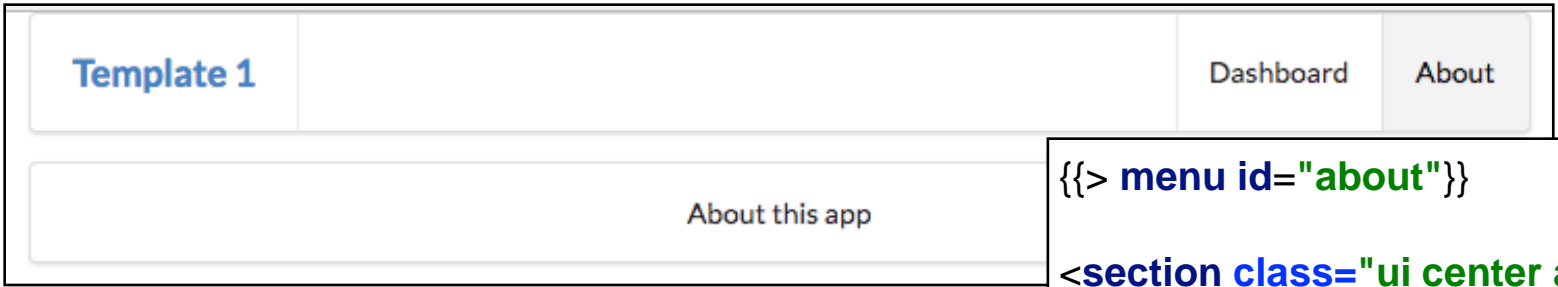 Template 1
Dashboard
About
About this app
{{> menu id="about"}}
<section class="ui center